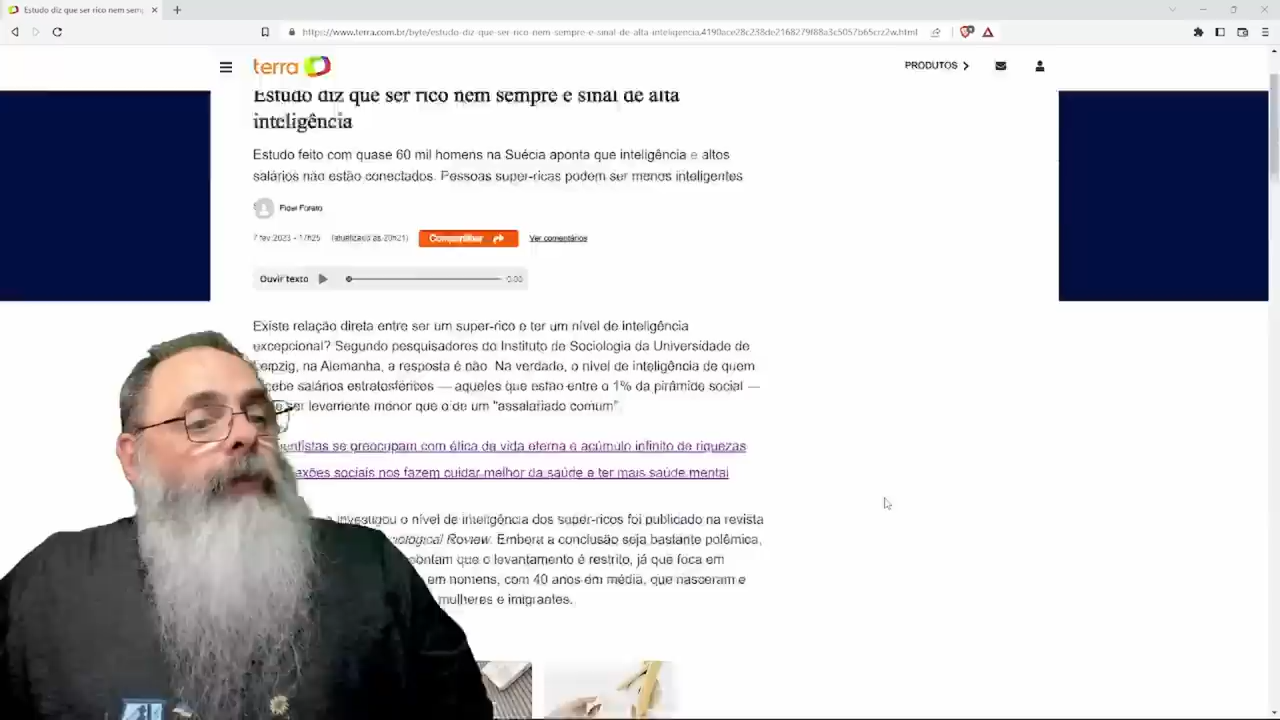 Estudo diz que ser rico nem sem
https://www.terra.com.br/byte/estudo-diz-que-ser-rico-nem-sempre-e-sinal-de-alta-inteligencia,4190ace28c238de2168279f88a3c5057b65crz2w.html
terra
PRODUTOS
Estudo diz que ser rico nem sempre é sinal de alta
inteligência
Estudo feito com quase 60 mil homens na Suécia aponta que inteligência e altos
salários não estão conectados. Pessoas super-ricas podem ser menos inteligentes
7 fev 2023 - 17h25 (atualizado às 20h21) Compartilhar Ver comentários
Ouvir texto 0:00
Existe relação direta entre ser um super-rico e ter um nível de inteligência
excepcional? Segundo pesquisadores do Instituto de Sociologia da Universidade de
na Alemanha, a resposta é não. Na verdade, o nível de inteligência de quem
salários estratosféricos — aqueles que estão entre o 1% da pirâmide social —
ser levemente menor que o de um "assalariado comum".
se preocupam com ética da vida eterna e acúmulo infinito de riquezas
sociais nos fazem cuidar melhor da saúde e ter mais saúde mental
investigou o nível de inteligência dos super-ricos foi publicado na revista
Review. Embora a conclusão seja bastante polêmica,
que o levantamento é restrito, já que foca em
em homens, com 40 anos em média, que nasceram e
mulheres e imigrantes.